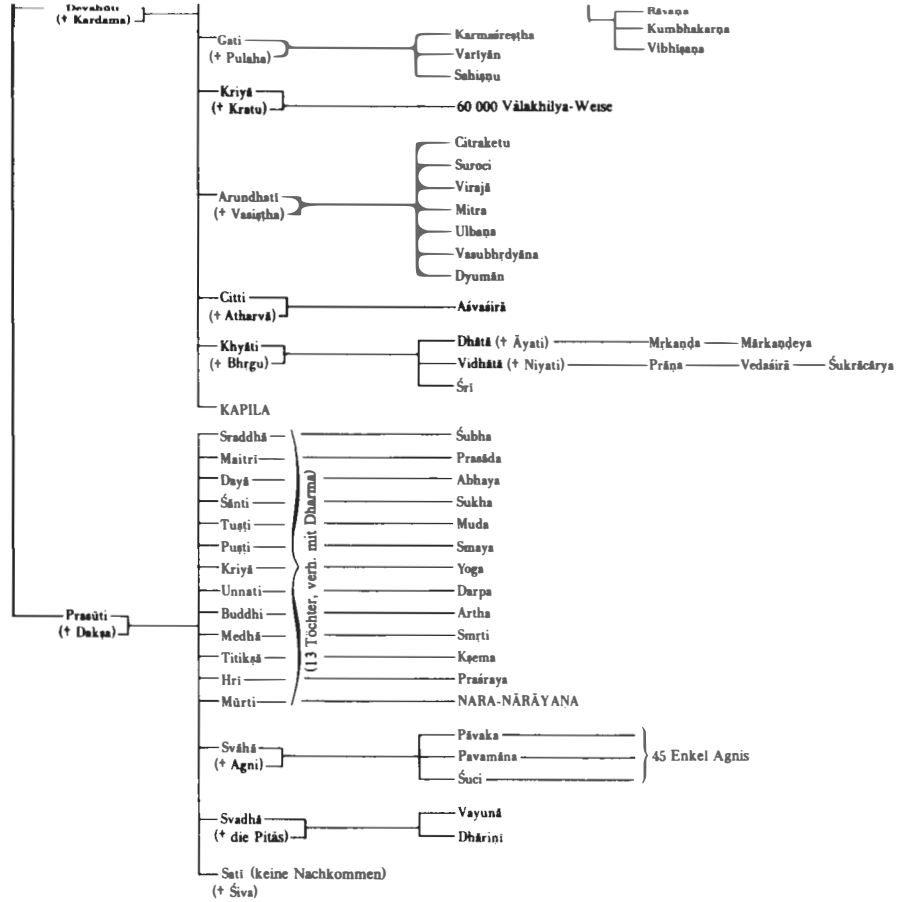 Devahūti
(† Kardama)
Rāvaṇa
Kumbhakarṇa
Vibhīṣaṇa
Gati
(† Pulaha)
Karmaśreṣṭha
Varīyān
Sahiṣṇu
Kriyā
(† Kratu)
60 000 Vālakhilya-Weise
Arundhatī
(† Vasiṣṭha)
Citraketu
Suroci
Virajā
Mitra
Ulbaṇa
Vasubhṛdyāna
Dyumān
Citti
(† Atharvā)
Aśvaśirā
Khyāti
(† Bhṛgu)
Dhātā († Āyati) Mṛkaṇḍa Mārkaṇḍeya
Vidhātā († Niyati) Prāṇa Vedaśirā Śukrācārya
Śrī
KAPILA
Sraddhā Śubha
Maitrī Prasāda
Dayā Abhaya
Śānti Sukha
Tuṣṭi Muda
Puṣṭi Smaya
Kriyā Yoga
Unnati Darpa
Buddhi Artha
Medhā Smṛti
Titikṣā Kṣema
Hrī Praśraya
Mūrti NARA-NĀRĀYAṆA
(13 Töchter, verh. mit Dharma)
Prasūti
(† Dakṣa)
Svāhā
(† Agni)
Pāvaka
Pavamāna
Śuci
45 Enkel Agnis
Svadhā
(† die Pitās)
Vayunā
Dhāriṇī
Satī (keine Nachkommen)
(† Śiva)